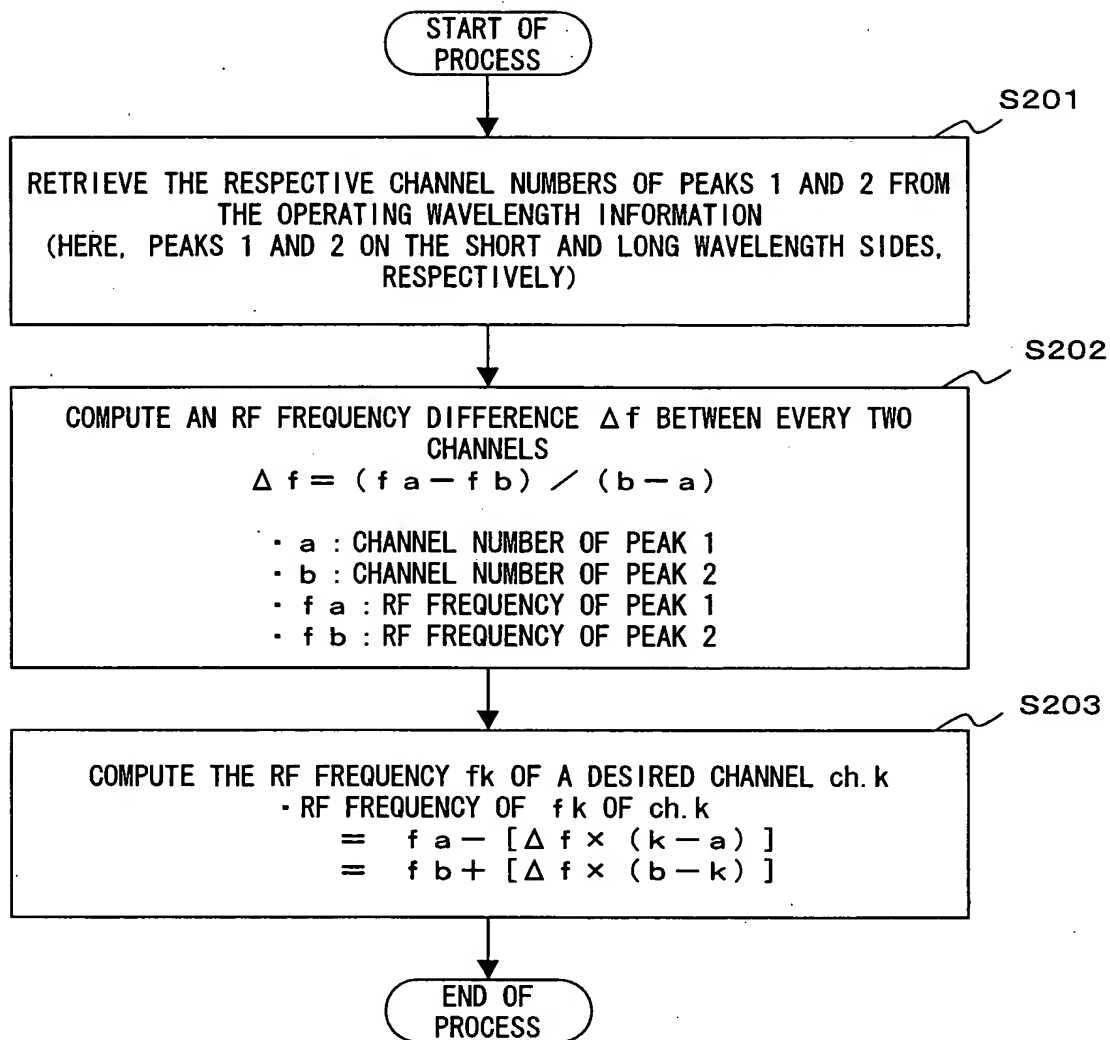 START OF
PROCESS
S201
RETRIEVE THE RESPECTIVE CHANNEL NUMBERS OF PEAKS 1 AND 2 FROM
THE OPERATING WAVELENGTH INFORMATION
(HERE, PEAKS 1 AND 2 ON THE SHORT AND LONG WAVELENGTH SIDES,
RESPECTIVELY)
S202
COMPUTE AN RF FREQUENCY DIFFERENCE Δf BETWEEN EVERY TWO
CHANNELS
Δf = (fa−fb) / (b−a)
・a : CHANNEL NUMBER OF PEAK 1
・b : CHANNEL NUMBER OF PEAK 2
・fa : RF FREQUENCY OF PEAK 1
・fb : RF FREQUENCY OF PEAK 2
S203
COMPUTE THE RF FREQUENCY fk OF A DESIRED CHANNEL ch.k
・RF FREQUENCY OF fk OF ch.k
= fa− [Δf× (k−a) ]
= fb+ [Δf× (b−k) ]
END OF
PROCESS